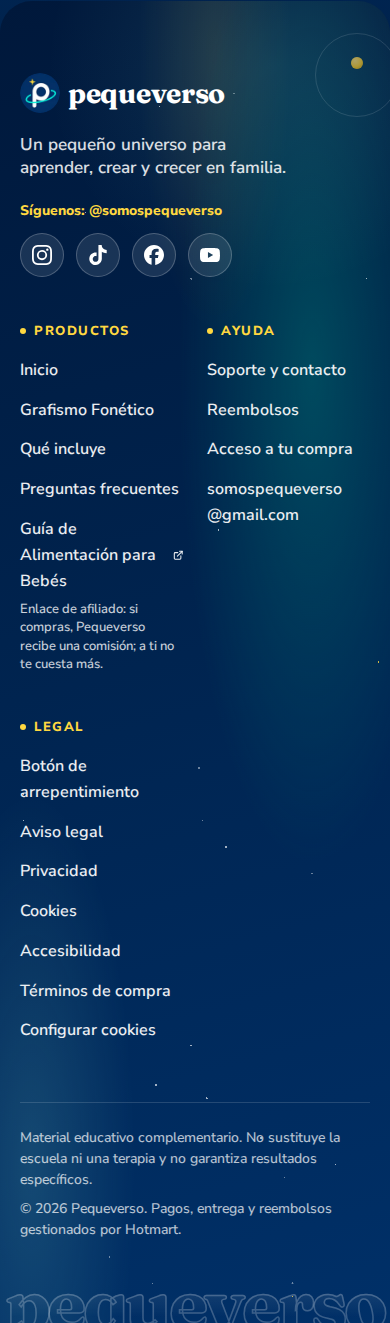 pequeverso
Un pequeño universo para
aprender, crear y crecer en familia.
Síguenos: @somospequeverso
PRODUCTOS
Inicio
Grafismo Fonético
Qué incluye
Preguntas frecuentes
Guía de
Alimentación para
Bebés
Enlace de afiliado: si
compras, Pequeverso
recibe una comisión; a ti no
te cuesta más.
AYUDA
Soporte y contacto
Reembolsos
Acceso a tu compra
somospequeverso
@gmail.com
LEGAL
Botón de
arrepentimiento
Aviso legal
Privacidad
Cookies
Accesibilidad
Términos de compra
Configurar cookies
Material educativo complementario. No sustituye la
escuela ni una terapia y no garantiza resultados
específicos.
© 2026 Pequeverso. Pagos, entrega y reembolsos
gestionados por Hotmart.
pequeverso